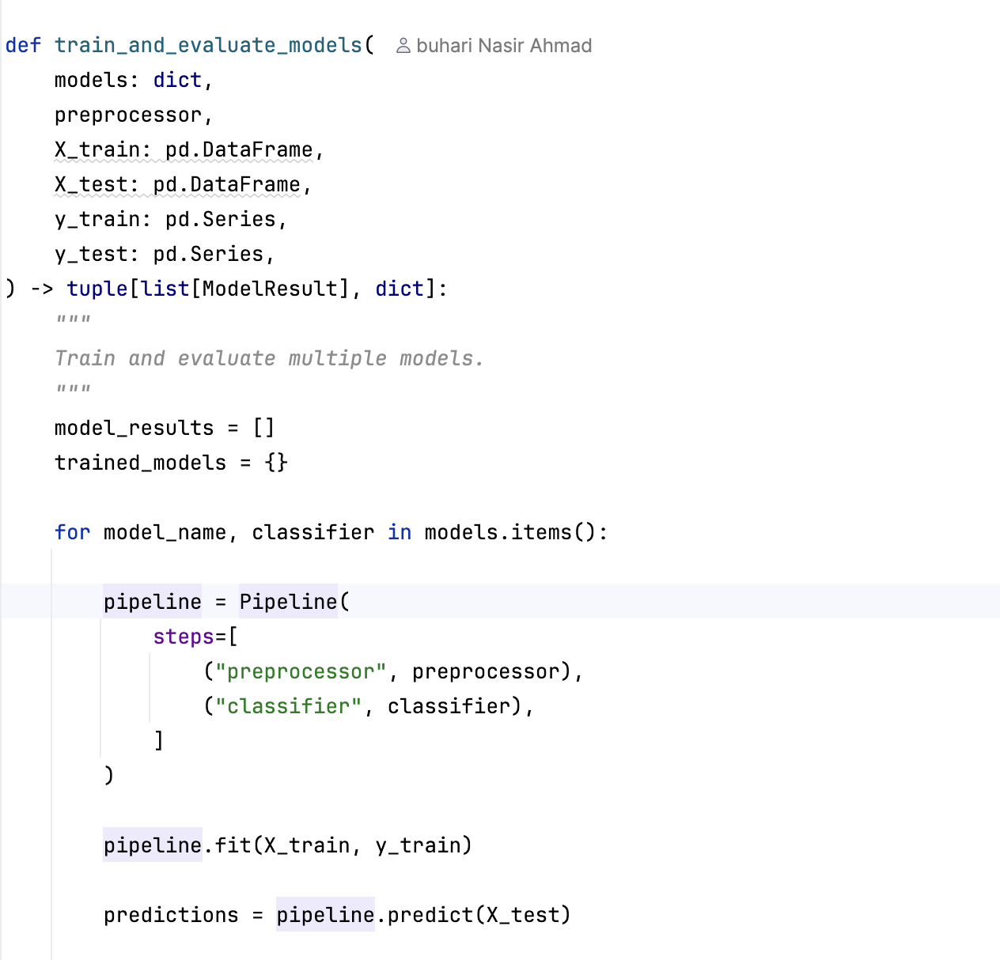 def train_and_evaluate_models( buhari Nasir Ahmad
    models: dict,
    preprocessor,
    X_train: pd.DataFrame,
    X_test: pd.DataFrame,
    y_train: pd.Series,
    y_test: pd.Series,
) -> tuple[list[ModelResult], dict]:
    """
    Train and evaluate multiple models.
    """
    model_results = []
    trained_models = {}
    for model_name, classifier in models.items():
        pipeline = Pipeline(
            steps=[
                ("preprocessor", preprocessor),
                ("classifier", classifier),
            ]
        )
        pipeline.fit(X_train, y_train)
        predictions = pipeline.predict(X_test)